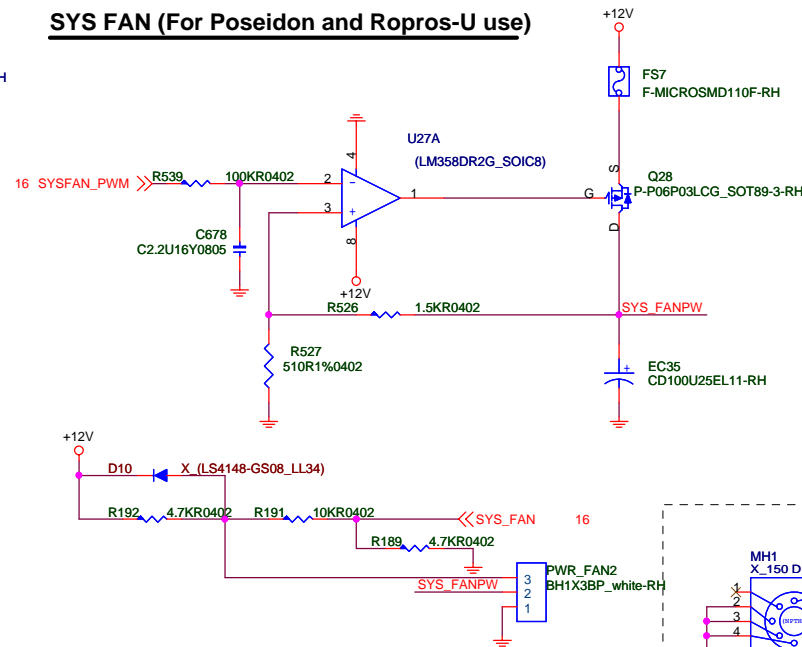 SYS FAN (For Poseidon and Ropros-U use)
+12V
H
FS7
F-MICROSMD110F-RH
U27A
(LM358DR2G_SOIC8)
4
S
16 SYSFAN_PWM R539 100KR0402 2 - 1 G
Q28
P-P06P03LCG_SOT89-3-RH
3 +
D
C678
C2.2U16Y0805
8
+12V
R526 1.5KR0402 SYS_FANPW
R527
510R1%0402
+
EC35
CD100U25EL11-RH
+12V
D10 X_(LS4148-GS08_LL34)
R192 4.7KR0402 R191 10KR0402 SYS_FAN 16
R189 4.7KR0402
PWR_FAN2
BH1X3BP_white-RH
3
SYS_FANPW 2
1
MH1
X_150 D
1
2
3
4